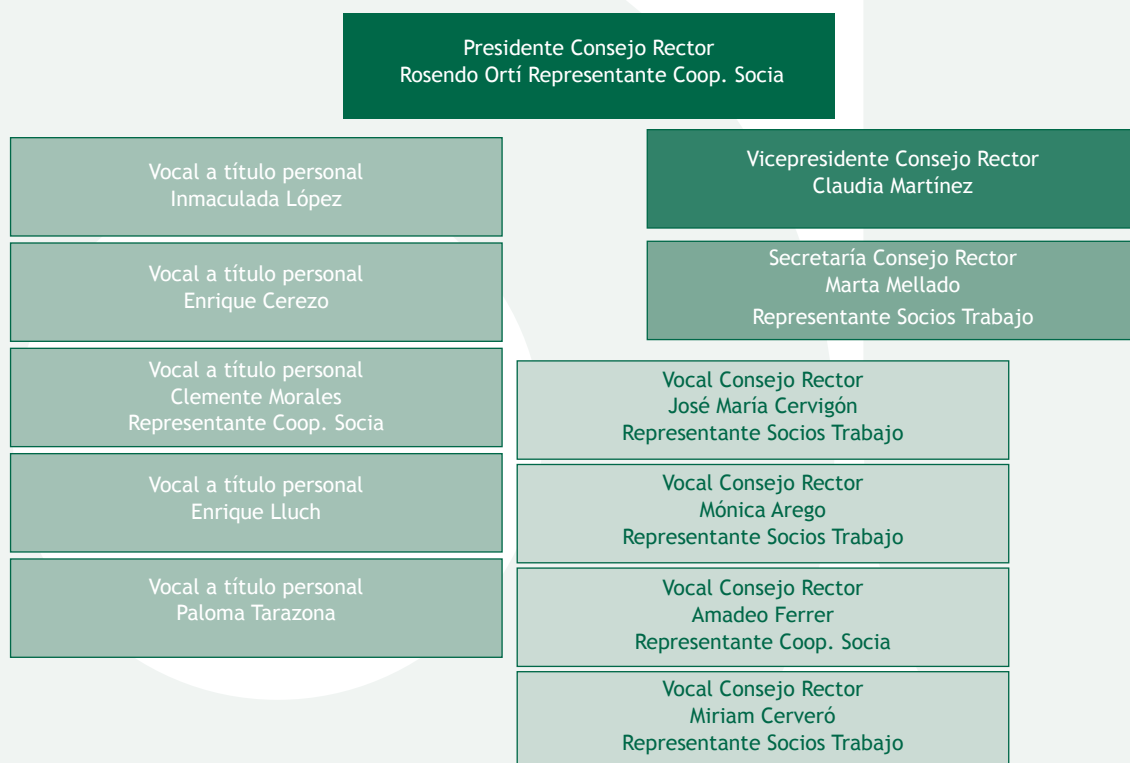 Presidente Consejo Rector
Rosendo Ortí Representante Coop. Socia
Vocal a título personal
Inmaculada López
Vocal a título personal
Enrique Cerezo
Vocal a título personal
Clemente Morales
Representante Coop. Socia
Vocal a título personal
Enrique Lluch
Vocal a título personal
Paloma Tarazona
Vicepresidente Consejo Rector
Claudia Martínez
Secretaría Consejo Rector
Marta Mellado
Representante Socios Trabajo
Vocal Consejo Rector
José María Cervigón
Representante Socios Trabajo
Vocal Consejo Rector
Mónica Arego
Representante Socios Trabajo
Vocal Consejo Rector
Amadeo Ferrer
Representante Coop. Socia
Vocal Consejo Rector
Miriam Cerveró
Representante Socios Trabajo